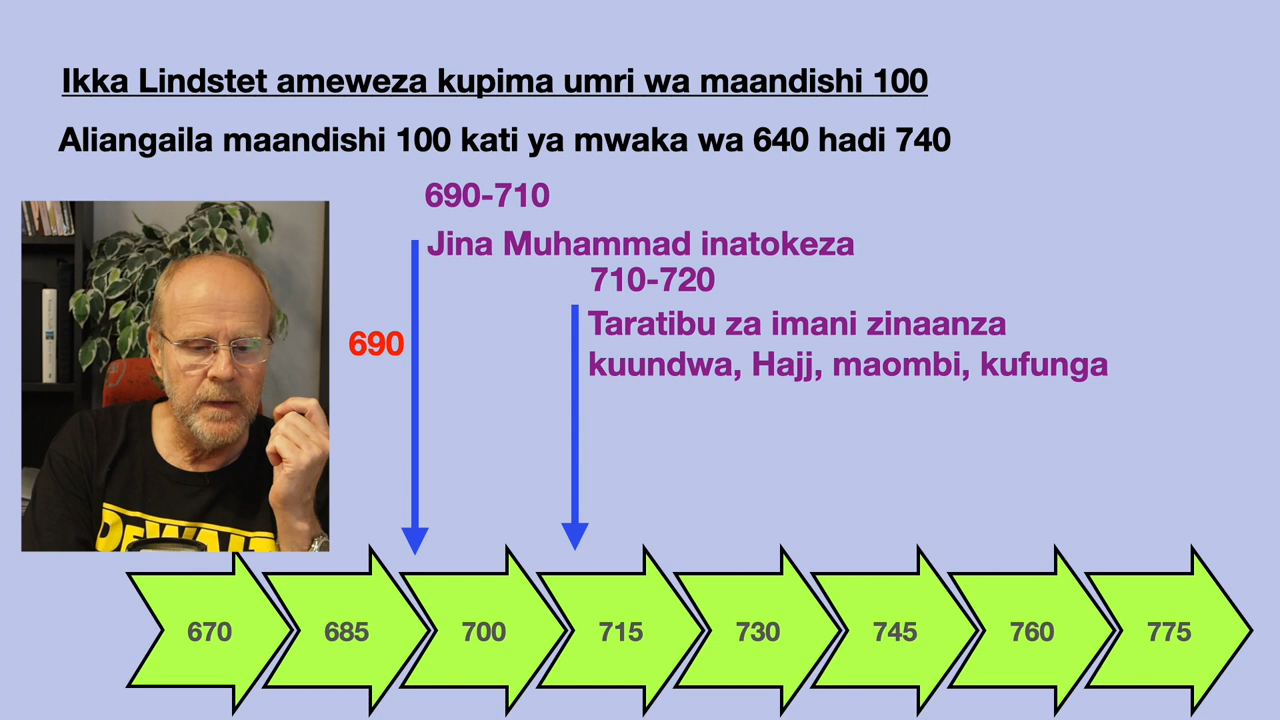 Ikka Lindstet ameweza kupima umri wa maandishi 100
Aliangaila maandishi 100 kati ya mwaka wa 640 hadi 740
690-710
Jina Muhammad inatokeza
710-720
Taratibu za imani zinaanza
kuundwa, Hajj, maombi, kufunga
690
DEWALT
670 685 700 715 730 745 760 775